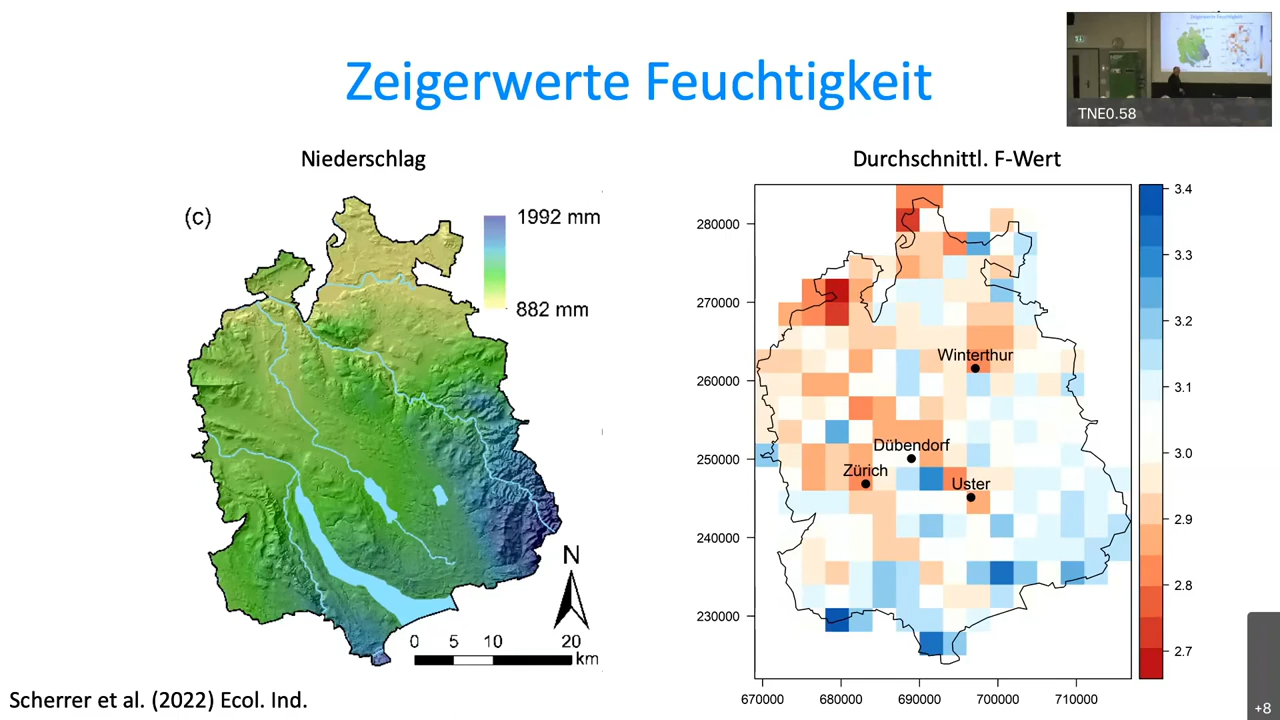 Zeigerwerte Feuchtigkeit
TNE0.58
Niederschlag
(c)
1992 mm
882 mm
N
0 5 10 20
km
Durchschnittl. F-Wert
280000
270000
260000
250000
240000
230000
670000 680000 690000 700000 710000
Winterthur
Dübendorf
Zürich
Uster
3.4
3.3
3.2
3.1
3.0
2.9
2.8
2.7
Scherrer et al. (2022) Ecol. Ind.
+8